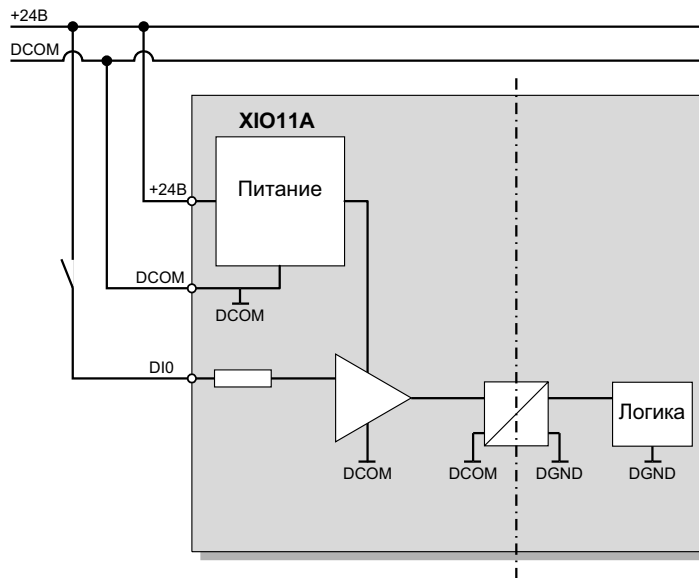 +24В
DCOM
XIO11A
+24В
Питание
DCOM
DCOM
DI0
Логика
DCOM
DCOM
DGND
DGND